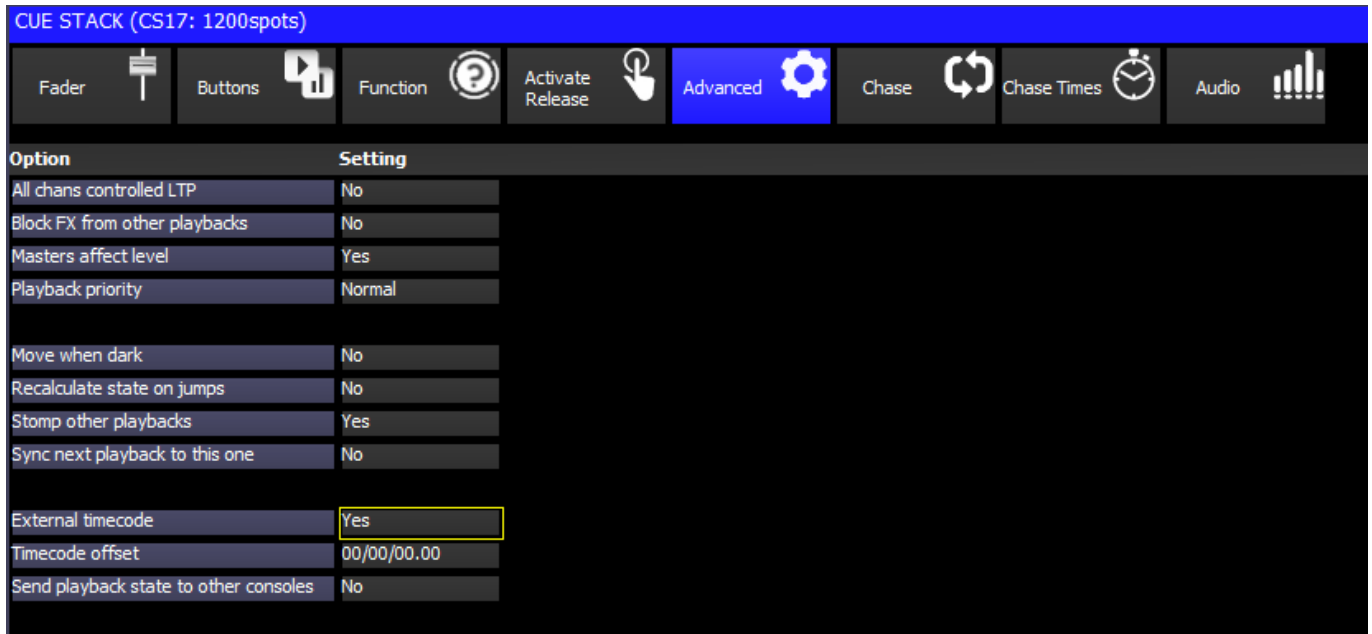 CUE STACK (CS17: 1200spots)
Fader
Buttons
Function
Activate
Release
Advanced
Chase
Chase Times
Audio
Option Setting
All chans controlled LTP No
Block FX from other playbacks No
Masters affect level Yes
Playback priority Normal
Move when dark No
Recalculate state on jumps No
Stomp other playbacks Yes
Sync next playback to this one No
External timecode Yes
Timecode offset 00/00/00.00
Send playback state to other consoles No